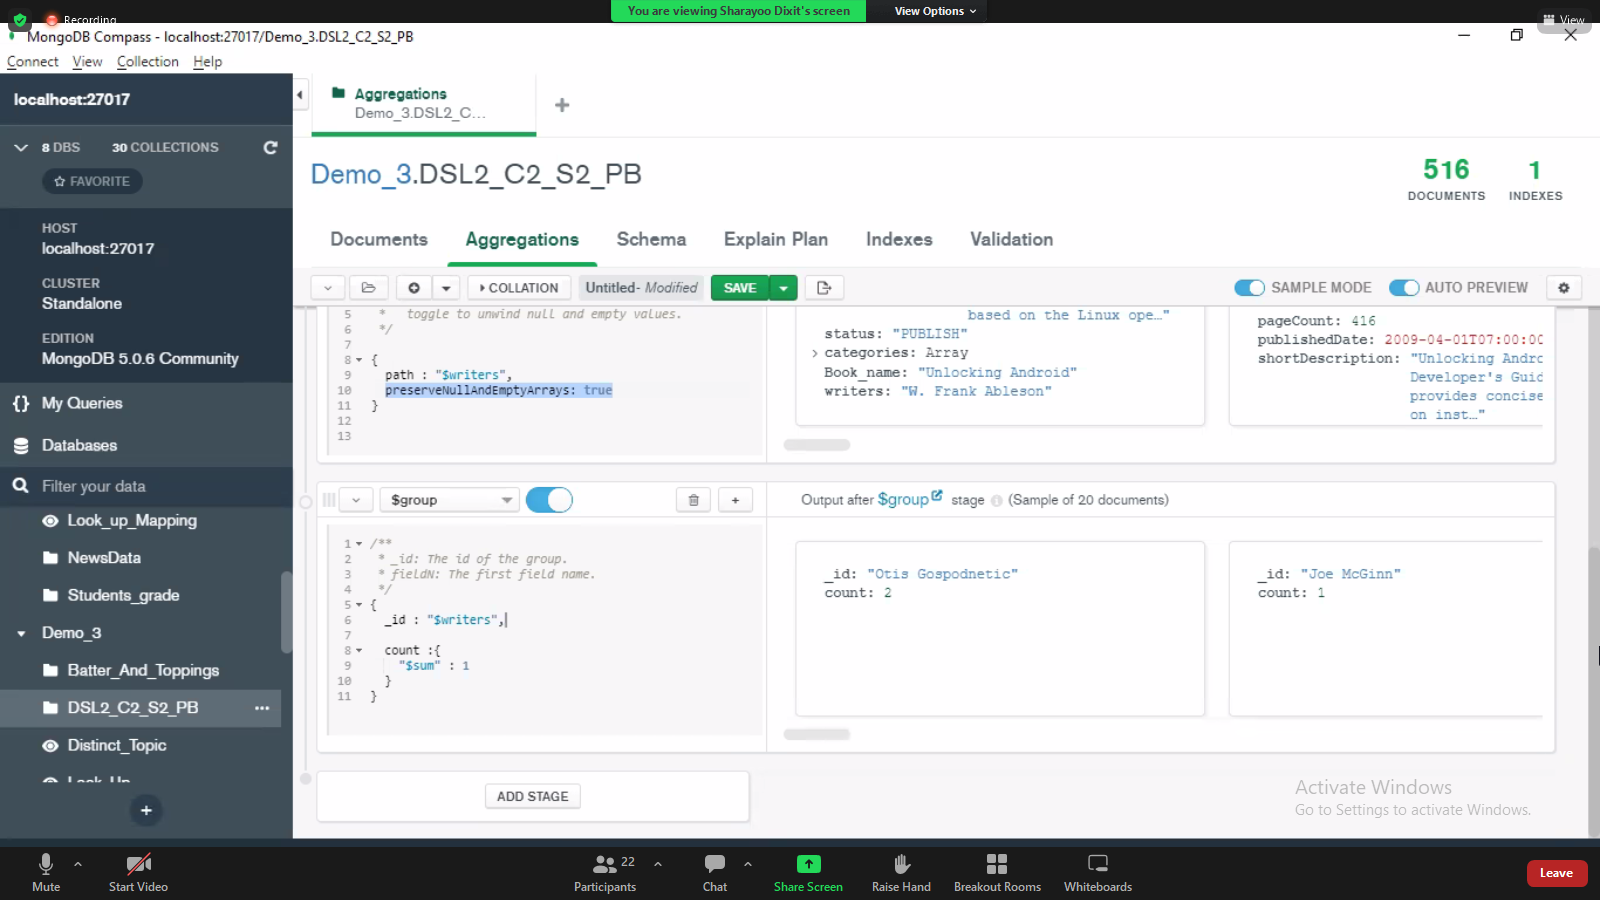 Recording
You are viewing Sharayoo Dixit's screen
View Options
View
MongoDB Compass - localhost:27017/Demo_3.DSL2_C2_S2_PB
Connect View Collection Help
localhost:27017
Aggregations
Demo_3.DSL2_C...
8 DBS 30 COLLECTIONS
FAVORITE
HOST
localhost:27017
CLUSTER
Standalone
EDITION
MongoDB 5.0.6 Community
My Queries
Databases
Filter your data
Look_up_Mapping
NewsData
Students_grade
Demo_3
Batter_And_Toppings
DSL2_C2_S2_PB
Distinct_Topic
Look_Up
Demo_3.DSL2_C2_S2_PB
516
DOCUMENTS
1
INDEXES
Documents Aggregations Schema Explain Plan Indexes Validation
COLLATION Untitled- Modified SAVE SAMPLE MODE AUTO PREVIEW
5 * toggle to unwind null and empty values.
6 */
7
8 {
9 path : "$writers",
10 preserveNullAndEmptyArrays: true
11 }
12
13
based on the Linux ope…"
status: "PUBLISH"
categories: Array
Book_name: "Unlocking Android"
writers: "W. Frank Ableson"
pageCount: 416
publishedDate: 2009-04-01T07:00:00
shortDescription: "Unlocking Andro
Developer's Guid
provides concise
on inst…"
$group
Output after $group stage (Sample of 20 documents)
1 /**
2 * _id: The id of the group.
3 * fieldN: The first field name.
4 */
5 {
6 _id : "$writers",
7
8 count :{
9 "$sum" : 1
10 }
11 }
_id: "Otis Gospodnetic"
count: 2
_id: "Joe McGinn"
count: 1
ADD STAGE
Activate Windows
Go to Settings to activate Windows.
Mute
Start Video
22
Participants
Chat
Share Screen
Raise Hand
Breakout Rooms
Whiteboards
Leave